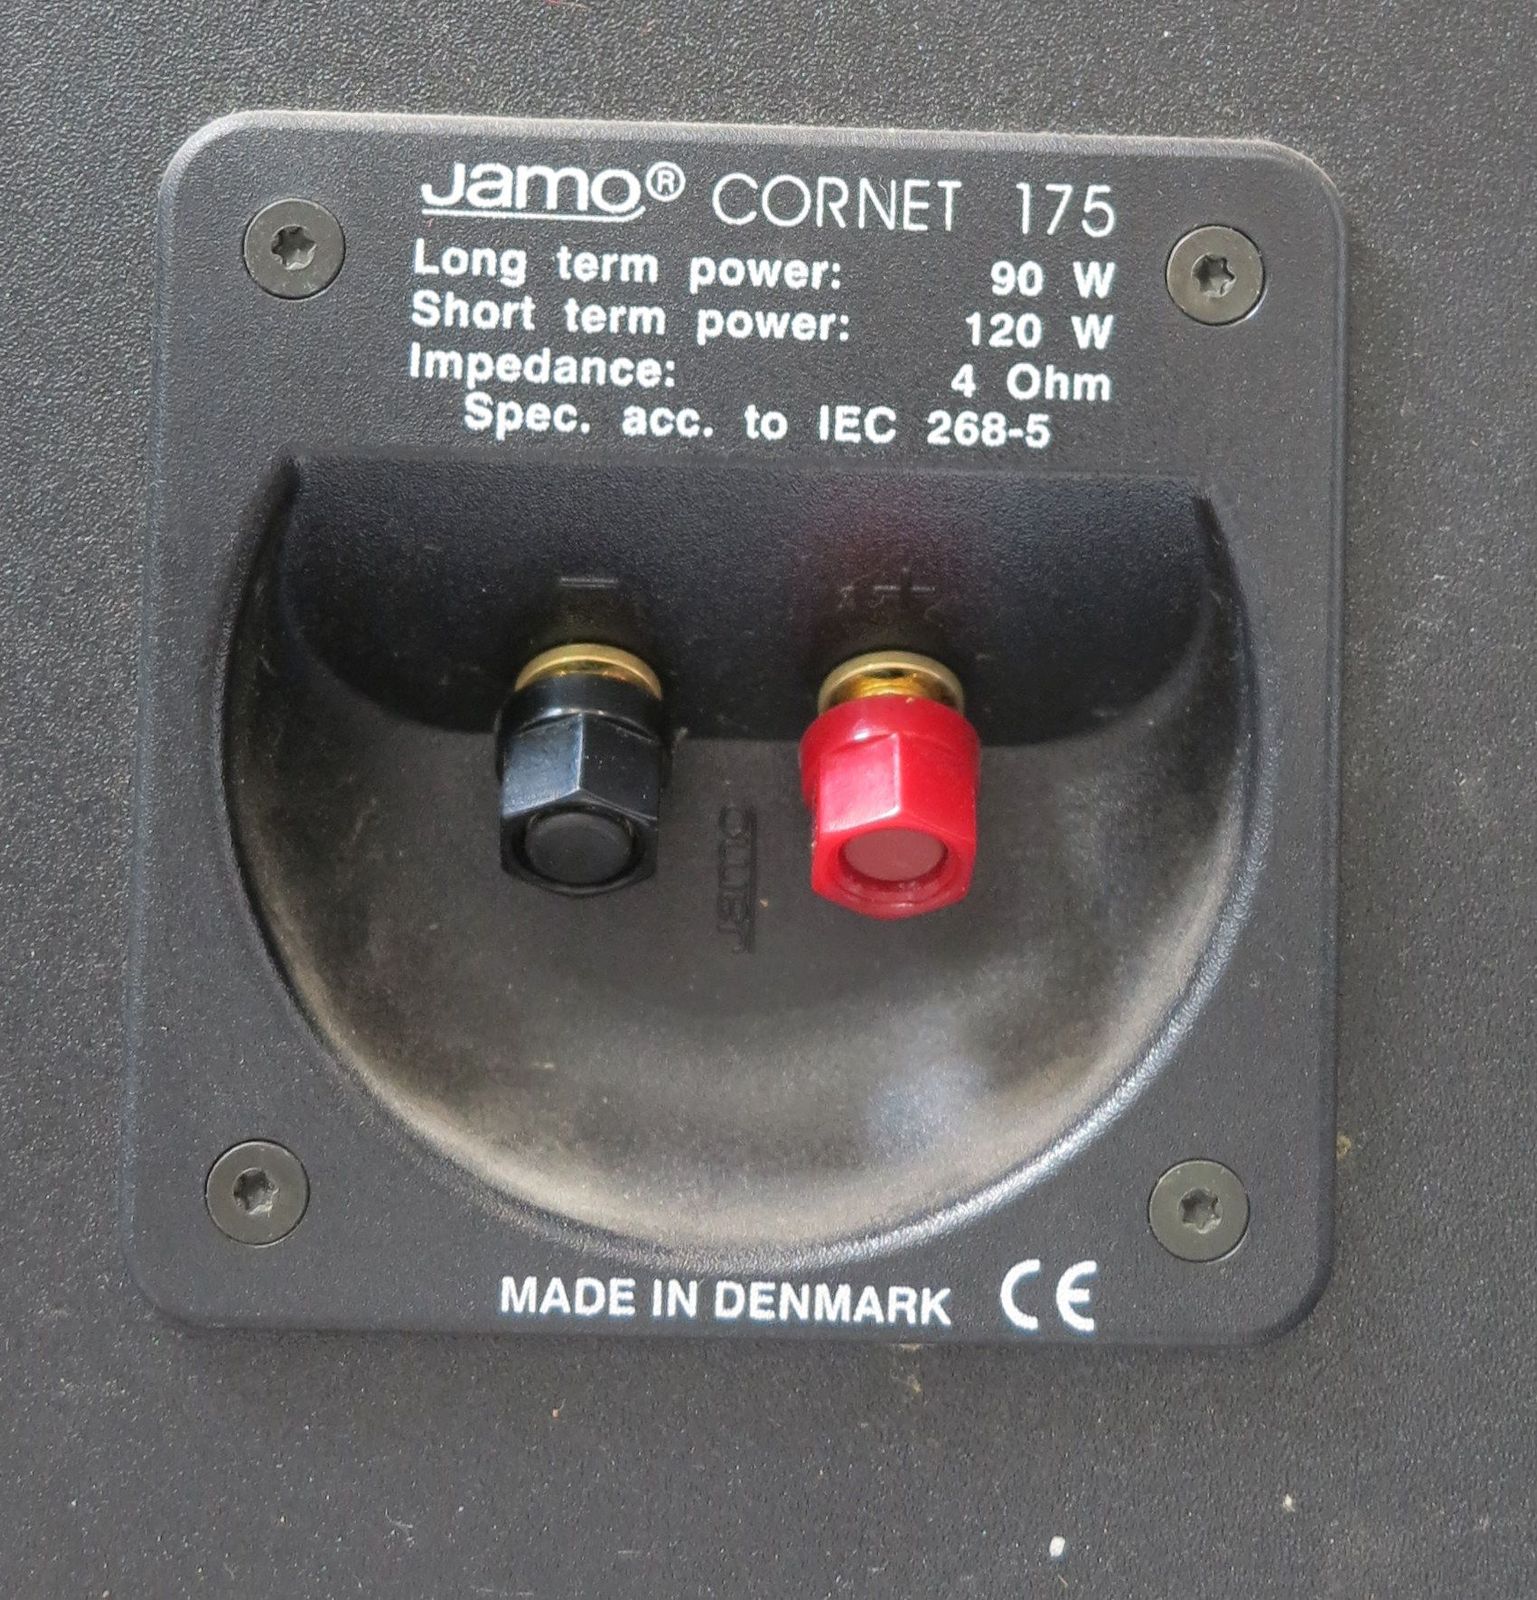 Jamo® CORNET 175
Long term power: 90 W
Short term power: 120 W
Impedance: 4 Ohm
Spec. acc. to IEC 268-5
− +
MADE IN DENMARK CE